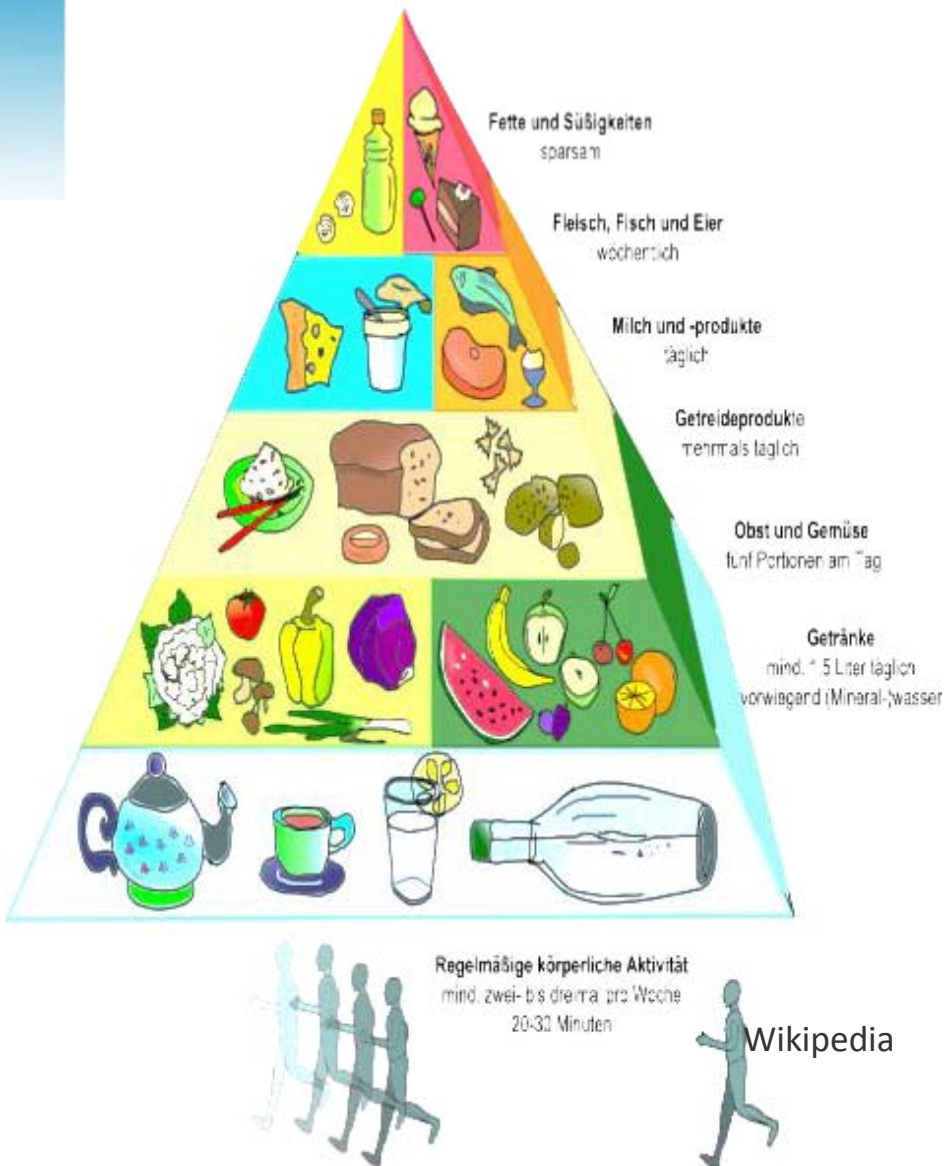 Fette und Süßigkeiten
sparsam
Fleisch, Fisch und Eier
wöchentlich
Milch und -produkte
täglich
Getreideprodukte
mehrmals täglich
Obst und Gemüse
fünf Portionen am Tag
Getränke
mind. 1,5 Liter täglich
vorwiegend (Mineral-)wasser
Regelmäßige körperliche Aktivität
mind. zwei- bis dreimal pro Woche
20-30 Minuten
Wikipedia